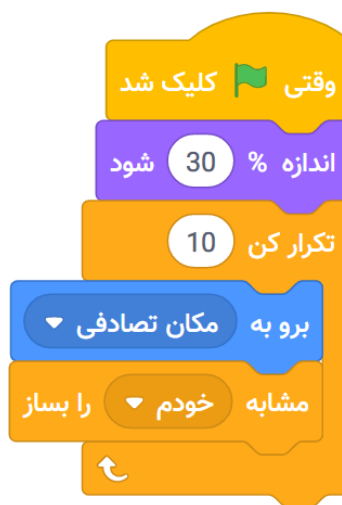 وقتی کلیک شد
اندازه % 30 شود
تکرار کن 10
برو به مکان تصادفی
مشابه خودم را بساز